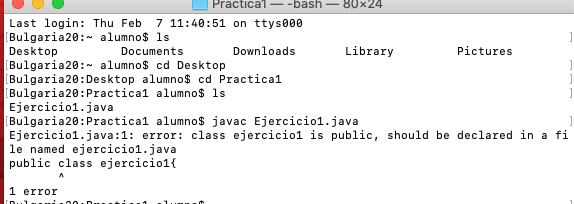 Practica1 — -bash — 80×24
Last login: Thu Feb  7 11:40:51 on ttys000
[Bulgaria20:~ alumno$ ls ]
Desktop Documents Downloads Library Pictures
[Bulgaria20:~ alumno$ cd Desktop ]
[Bulgaria20:Desktop alumno$ cd Practica1 ]
[Bulgaria20:Practica1 alumno$ ls ]
Ejercicio1.java
[Bulgaria20:Practica1 alumno$ javac Ejercicio1.java ]
Ejercicio1.java:1: error: class ejercicio1 is public, should be declared in a fi
le named ejercicio1.java
public class ejercicio1{
^
1 error
Bulgaria20:Practica1 alumno$